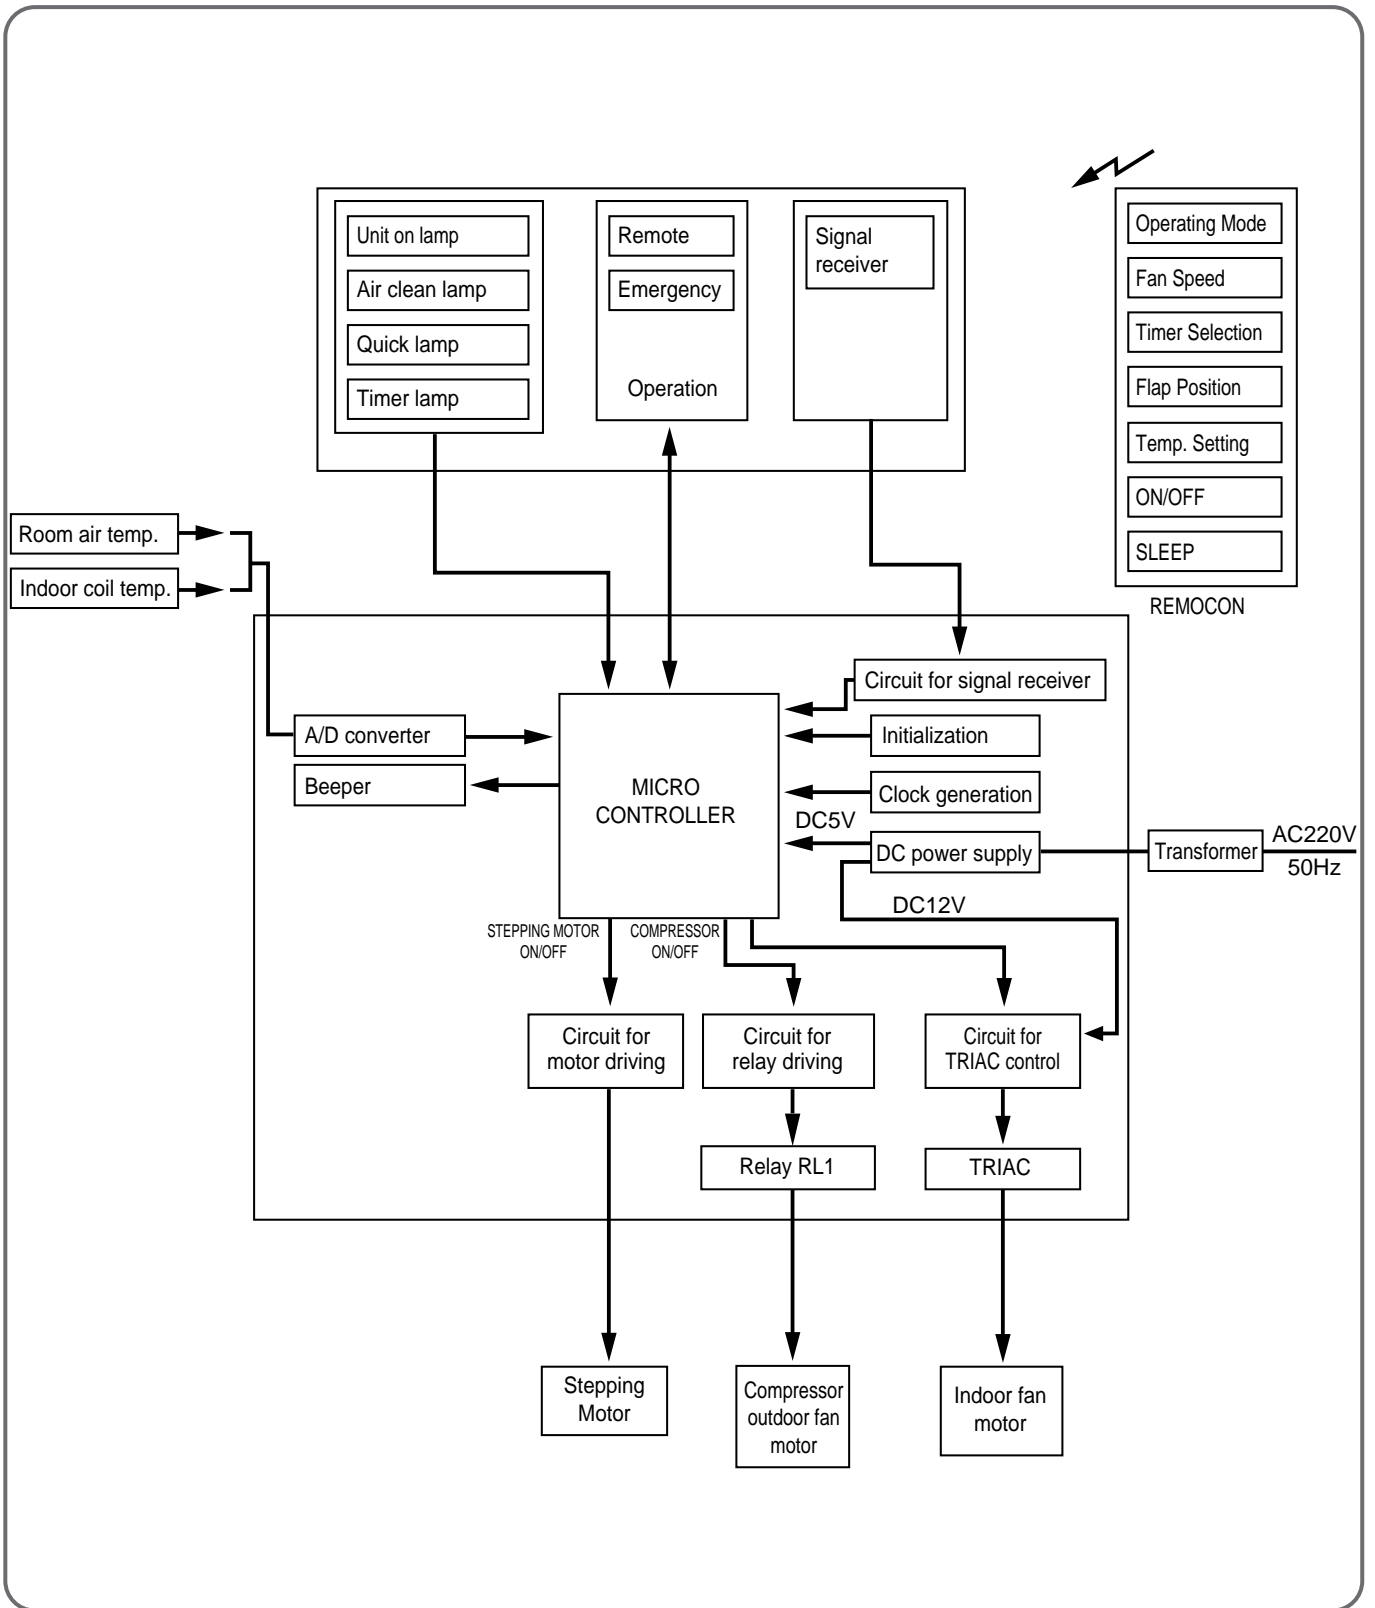 Unit on lamp
Air clean lamp
Quick lamp
Timer lamp
Remote
Emergency
Operation
Signal
receiver
Operating Mode
Fan Speed
Timer Selection
Flap Position
Temp. Setting
ON/OFF
SLEEP
REMOCON
Room air temp.
Indoor coil temp.
A/D converter
Beeper
MICRO
CONTROLLER
Circuit for signal receiver
Initialization
Clock generation
DC5V
DC power supply
DC12V
Transformer
AC220V
50Hz
STEPPING MOTOR
ON/OFF
COMPRESSOR
ON/OFF
Circuit for
motor driving
Circuit for
relay driving
Circuit for
TRIAC control
Relay RL1
TRIAC
Stepping
Motor
Compressor
outdoor fan
motor
Indoor fan
motor